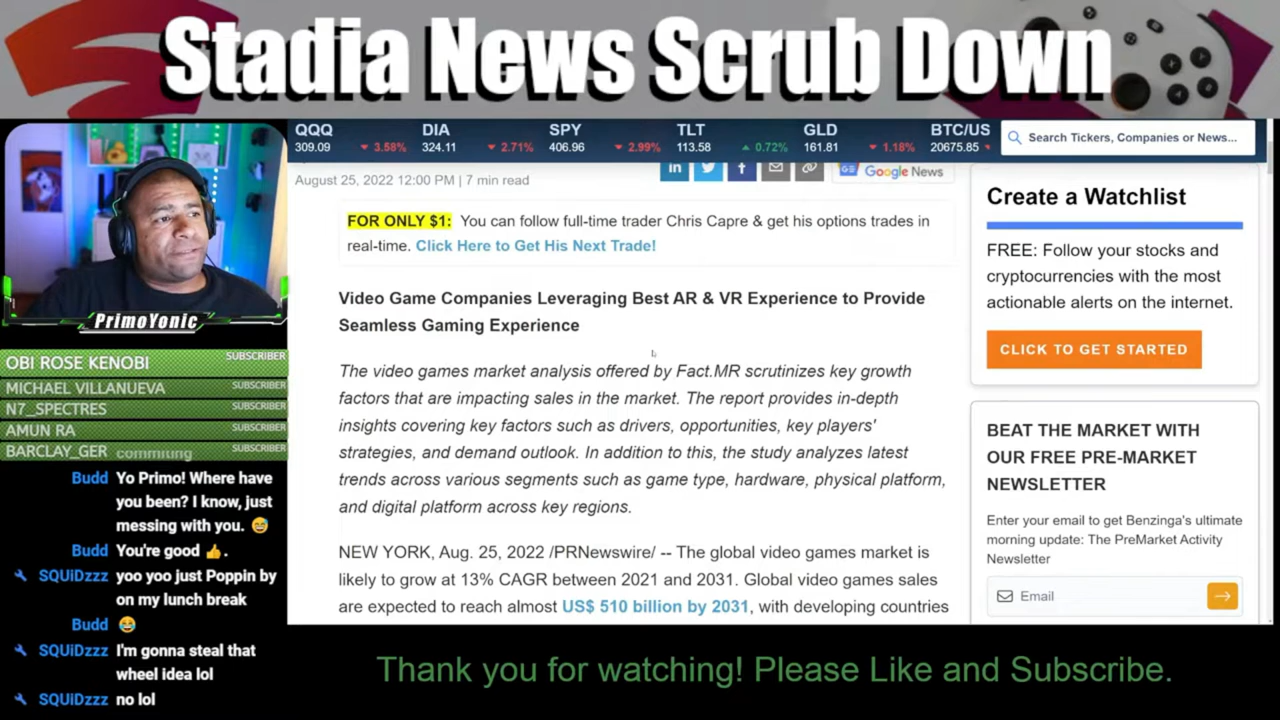 Stadia News Scrub Down
QQQ DIA SPY TLT GLD BTC/US
309.09 3.58% 324.11 2.71% 406.96 2.99% 113.58 0.72% 161.81 1.18% 20675.85
Search Tickers, Companies or News...
August 25, 2022 12:00 PM | 7 min read
Google News
FOR ONLY $1: You can follow full-time trader Chris Capre & get his options trades in
real-time. Click Here to Get His Next Trade!
Video Game Companies Leveraging Best AR & VR Experience to Provide
Seamless Gaming Experience
The video games market analysis offered by Fact.MR scrutinizes key growth
factors that are impacting sales in the market. The report provides in-depth
insights covering key factors such as drivers, opportunities, key players'
strategies, and demand outlook. In addition to this, the study analyzes latest
trends across various segments such as game type, hardware, physical platform,
and digital platform across key regions.
NEW YORK, Aug. 25, 2022 /PRNewswire/ -- The global video games market is
likely to grow at 13% CAGR between 2021 and 2031. Global video games sales
are expected to reach almost US$ 510 billion by 2031, with developing countries
Create a Watchlist
FREE: Follow your stocks and
cryptocurrencies with the most
actionable alerts on the internet.
CLICK TO GET STARTED
BEAT THE MARKET WITH
OUR FREE PRE-MARKET
NEWSLETTER
Enter your email to get Benzinga's ultimate
morning update: The PreMarket Activity
Newsletter
Email
PrimoYonic
OBI ROSE KENOBI SUBSCRIBER
MICHAEL VILLANUEVA SUBSCRIBER
N7_SPECTRES SUBSCRIBER
AMUN RA SUBSCRIBER
BARCLAY_GER SUBSCRIBER
Budd Yo Primo! Where have
you been? I know, just
messing with you. 😅
Budd You're good 👍.
SQUiDzzz yoo yoo just Poppin by
on my lunch break
Budd 😂
SQUiDzzz I'm gonna steal that
wheel idea lol
SQUiDzzz no lol
Thank you for watching! Please Like and Subscribe.